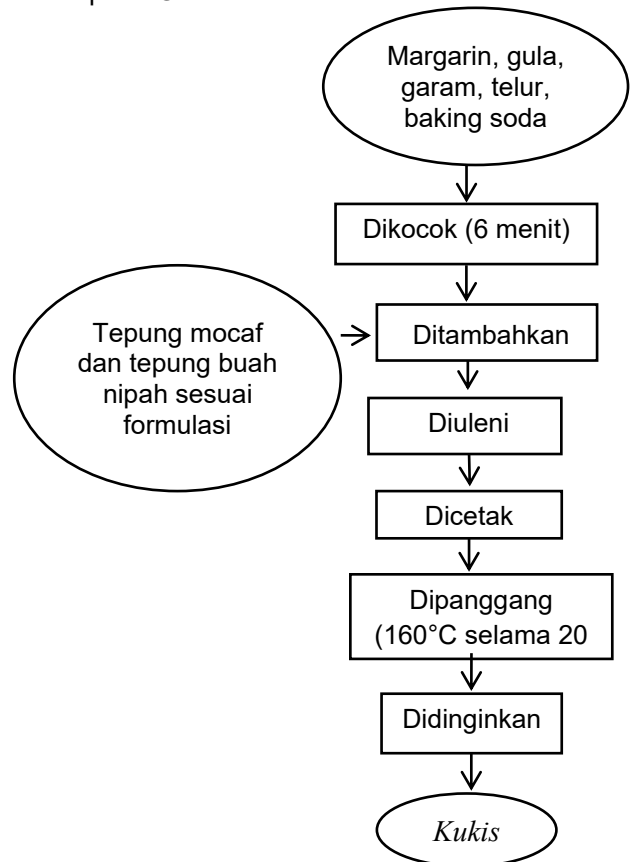 Margarin, gula,
garam, telur,
baking soda
Dikocok (6 menit)
Tepung mocaf
dan tepung buah
nipah sesuai
formulasi
Ditambahkan
Diuleni
Dicetak
Dipanggang
(160°C selama 20
Didinginkan
Kukis